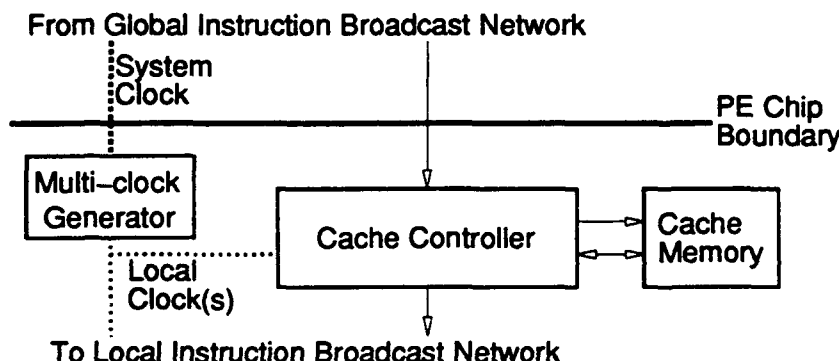 From Global Instruction Broadcast Network
System
Clock
PE Chip
Boundary
Multi–clock
Generator
Cache Controller
Cache
Memory
Local
Clock(s)
To Local Instruction Broadcast Network